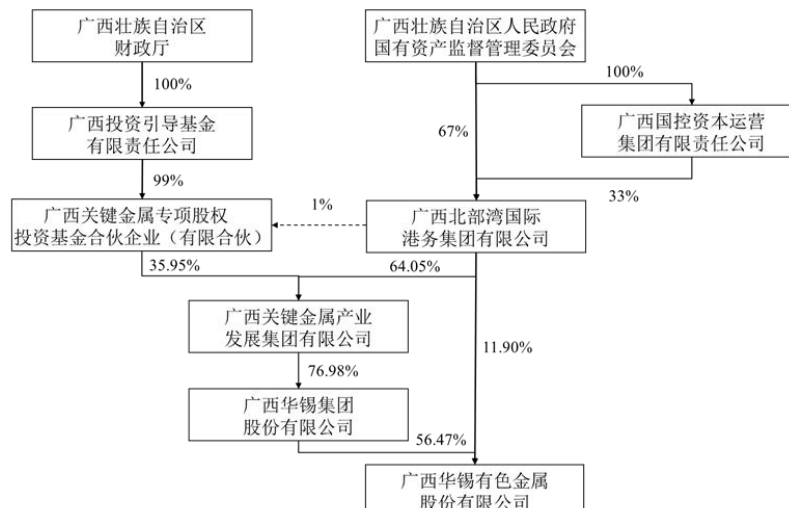 广西壮族自治区
财政厅
广西壮族自治区人民政府
国有资产监督管理委员会
100%
100%
广西投资引导基金
有限责任公司
67%
广西国控资本运营
集团有限责任公司
99%
33%
广西关键金属专项股权
投资基金合伙企业（有限合伙）
1%
广西北部湾国际
港务集团有限公司
35.95%
64.05%
广西关键金属产业
发展集团有限公司
11.90%
76.98%
广西华锡集团
股份有限公司
56.47%
广西华锡有色金属
股份有限公司